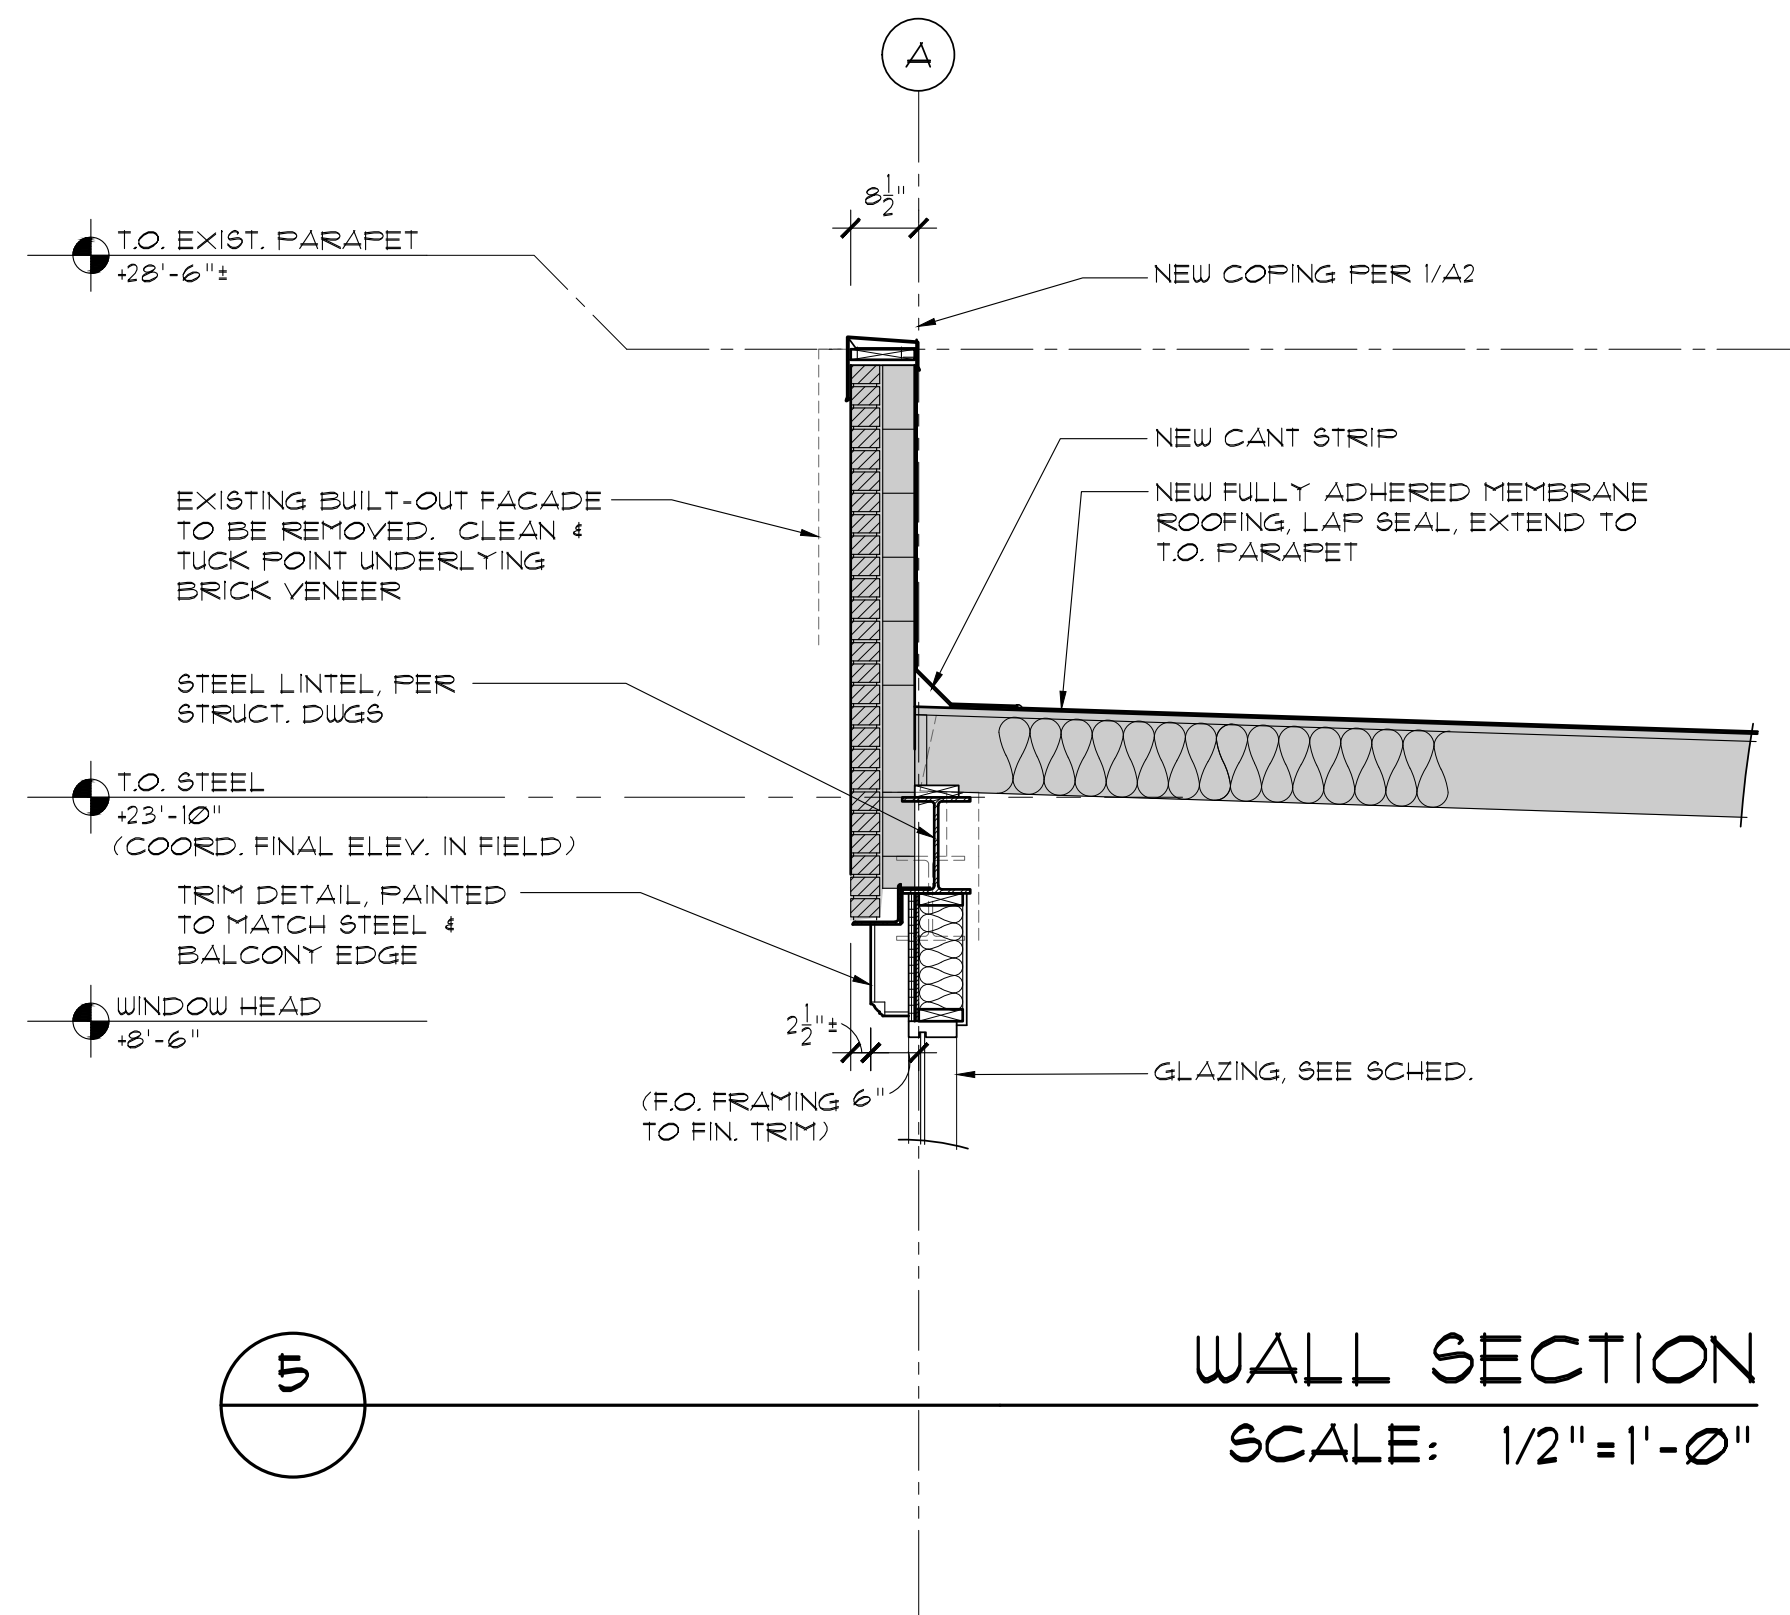 A
8 1/2"
T.O. EXIST. PARAPET
+28'-6"±
NEW COPING PER 1/A2
NEW CANT STRIP
NEW FULLY ADHERED MEMBRANE
ROOFING, LAP SEAL, EXTEND TO
T.O. PARAPET
EXISTING BUILT-OUT FACADE
TO BE REMOVED. CLEAN &
TUCK POINT UNDERLYING
BRICK VENEER
STEEL LINTEL, PER
STRUCT. DWGS
T.O. STEEL
+23'-10"
(COORD. FINAL ELEV. IN FIELD)
TRIM DETAIL, PAINTED
TO MATCH STEEL &
BALCONY EDGE
WINDOW HEAD
+8'-6"
2 1/2"±
GLAZING, SEE SCHED.
(F.O. FRAMING 6"
TO FIN. TRIM)
5
WALL SECTION
SCALE: 1/2"=1'-0"